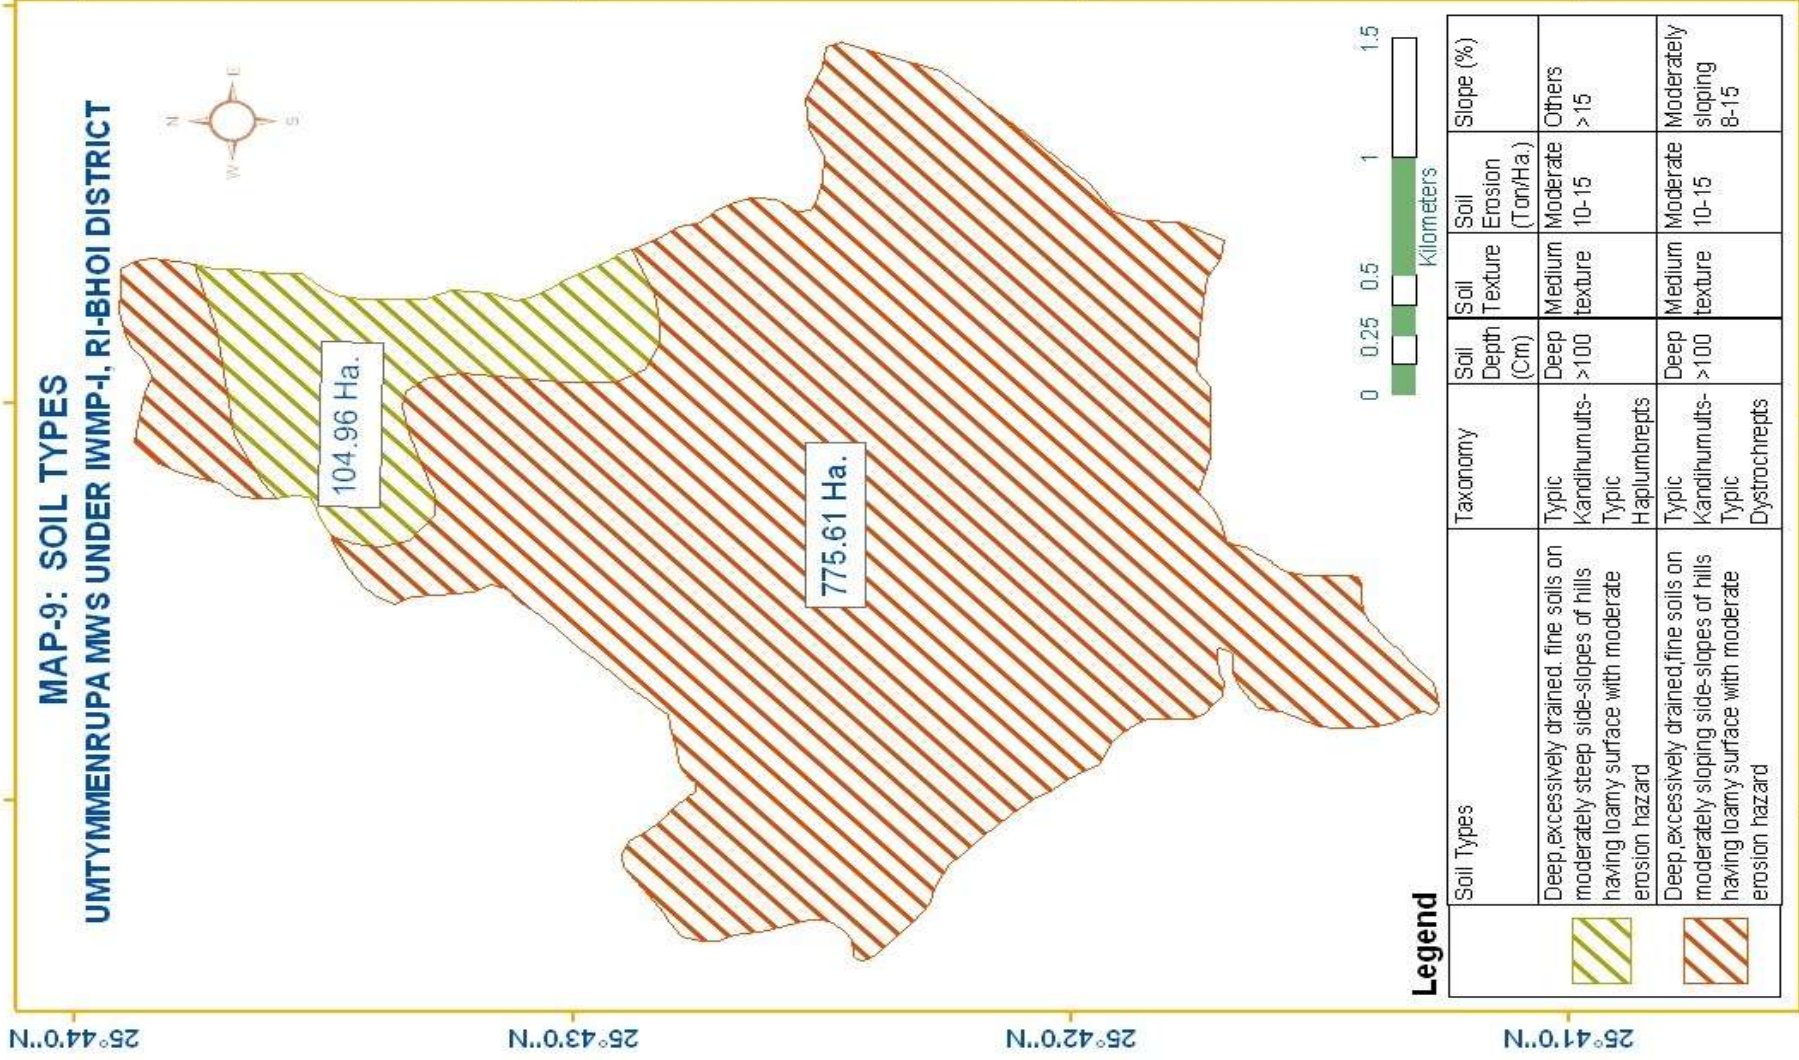 MAP-9: SOIL TYPES
UMTYMMENRUPA MWS UNDER IWMP-I, RI-BHOI DISTRICT
N
W
E
S
104.96 Ha.
775.61 Ha.
0 0.25 0.5 1 1.5
Kilometers
Legend
Soil Types
Taxonomy
Soil
Depth
(Cm)
Soil
Texture
Soil
Erosion
(Ton/Ha.)
Slope (%)
Deep,excessively drained. fine soils on
moderately steep side-slopes of hills
having loamy surface with moderate
erosion hazard
Typic
Kandihumults-
Typic
Haplumbrepts
Deep
>100
Medium
texture
Moderate
10-15
Others
>15
Deep,excessively drained,fine soils on
moderately sloping side-slopes of hills
having loamy surface with moderate
erosion hazard
Typic
Kandihumults-
Typic
Dystrochrepts
Deep
>100
Medium
texture
Moderate
10-15
Moderately
sloping
8-15
25°44'0"N
25°43'0"N
25°42'0"N
25°41'0"N